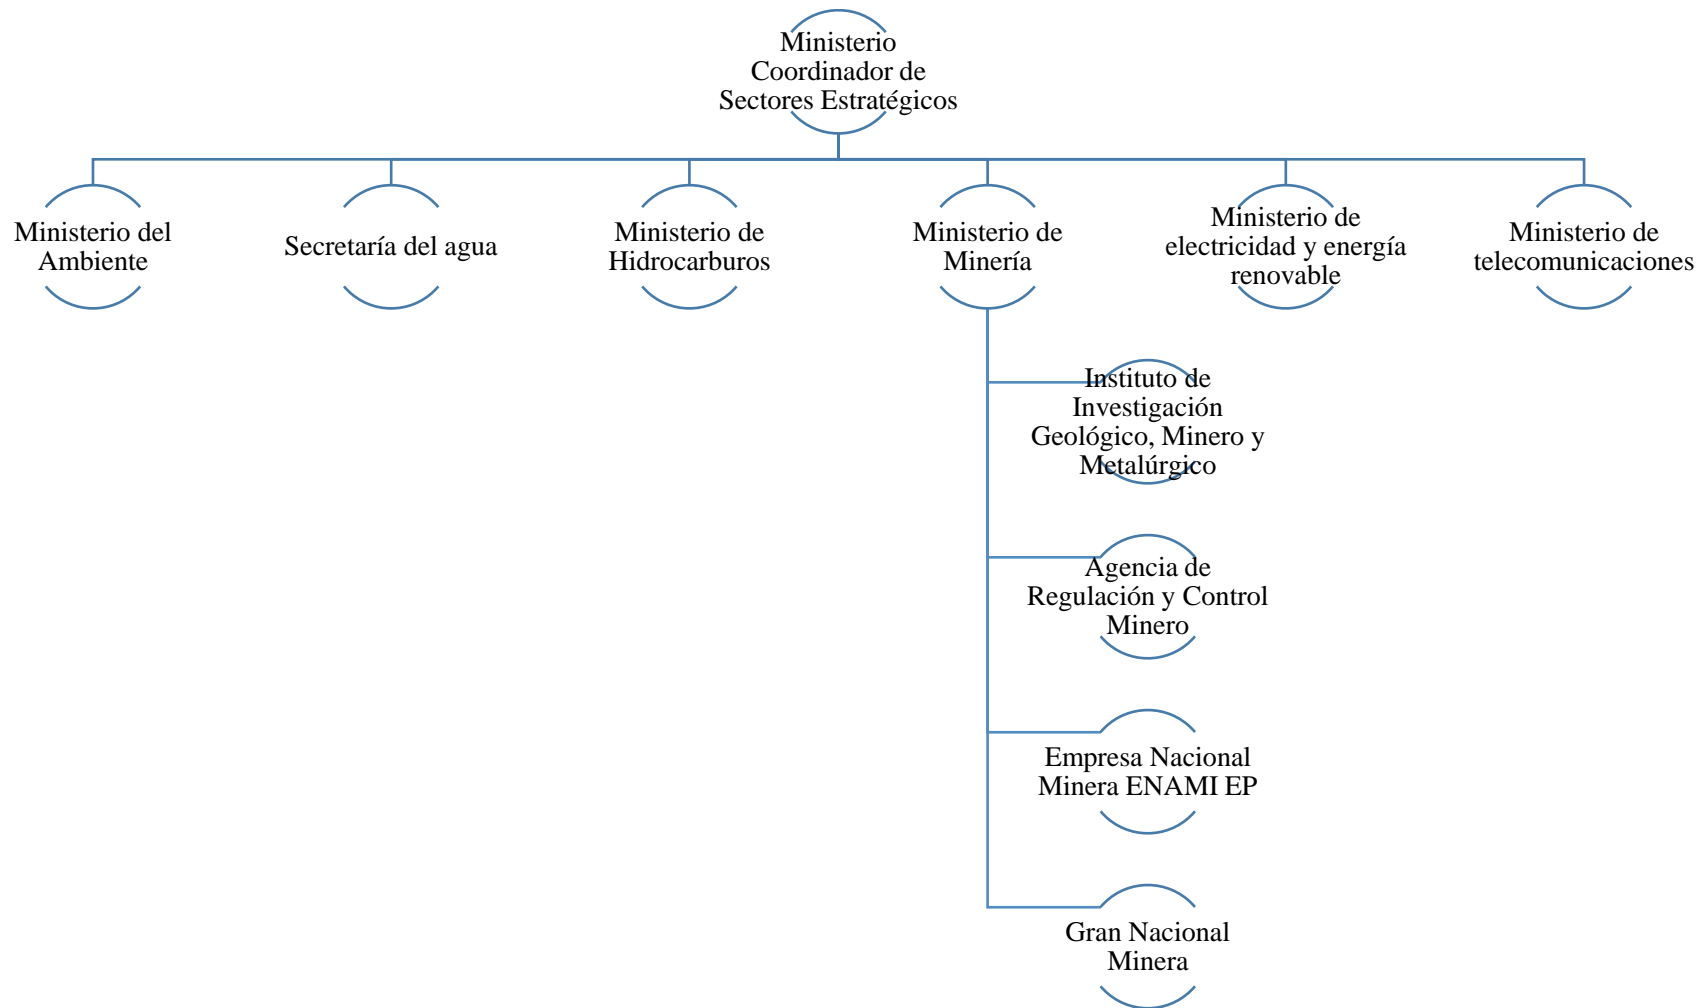 Ministerio
Coordinador de
Sectores Estratégicos
Ministerio del
Ambiente
Secretaría del agua
Ministerio de
Hidrocarburos
Ministerio de
Minería
Ministerio de
electricidad y energía
renovable
Ministerio de
telecomunicaciones
Instituto de
Investigación
Geológico, Minero y
Metalúrgico
Agencia de
Regulación y Control
Minero
Empresa Nacional
Minera ENAMI EP
Gran Nacional
Minera